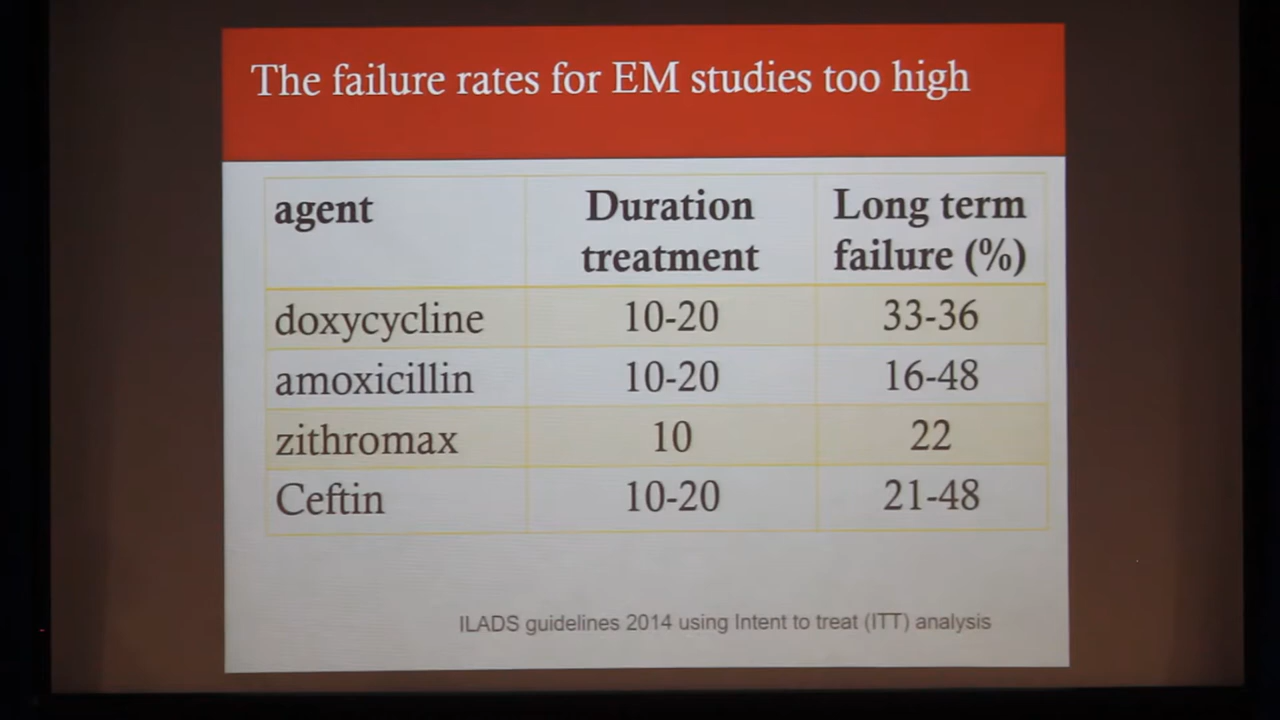 The failure rates for EM studies too high
agent
Duration treatment
Long term failure (%)
doxycycline 10-20 33-36
amoxicillin 10-20 16-48
zithromax 10 22
Ceftin 10-20 21-48
ILADS guidelines 2014 using Intent to treat (ITT) analysis